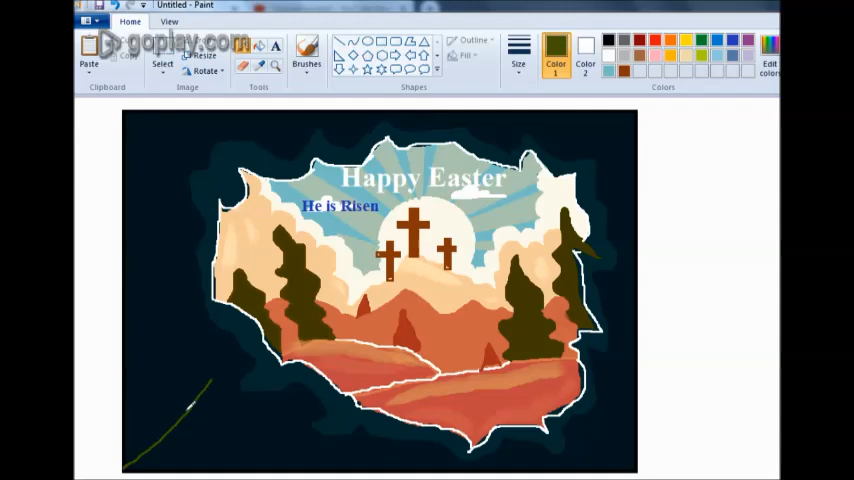 Untitled - Paint
Home View
goplay.com
Paste
Select
Resize
Rotate
A
Brushes
Outline
Fill
Size
Color
1
Color
2
Edit
colors
Clipboard
Image
Tools
Shapes
Colors
Happy Easter
He is Risen